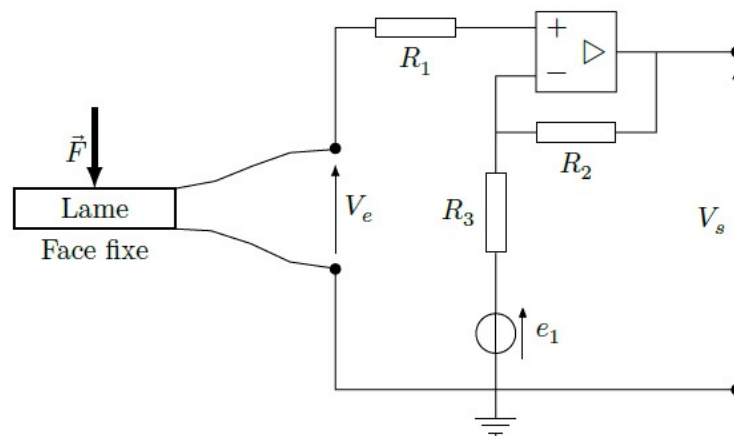 +
R₁
−
F⃗
R₂
Lame
Vₑ
R₃
Vₛ
Face fixe
e₁